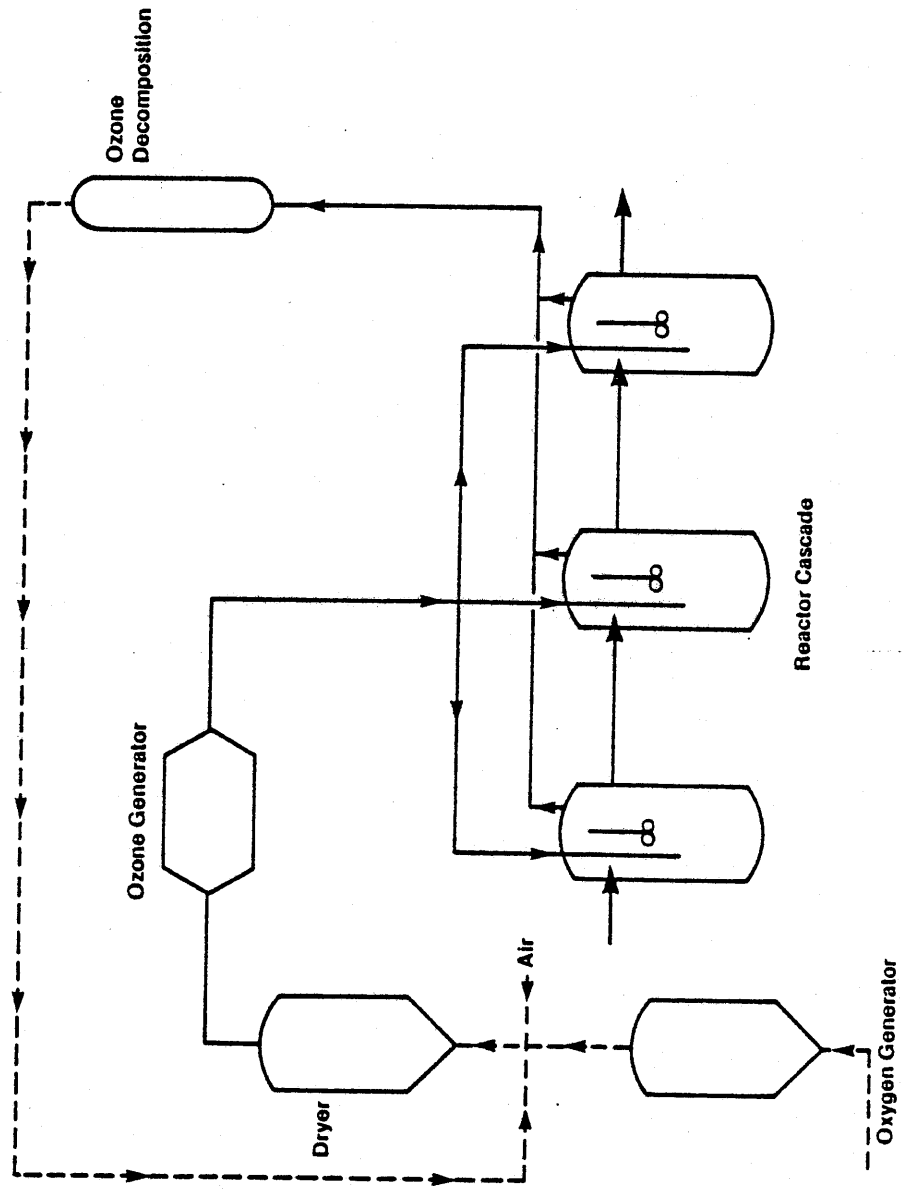 Ozone
Decomposition
Ozone Generator
Air
Dryer
Reactor Cascade
Oxygen Generator